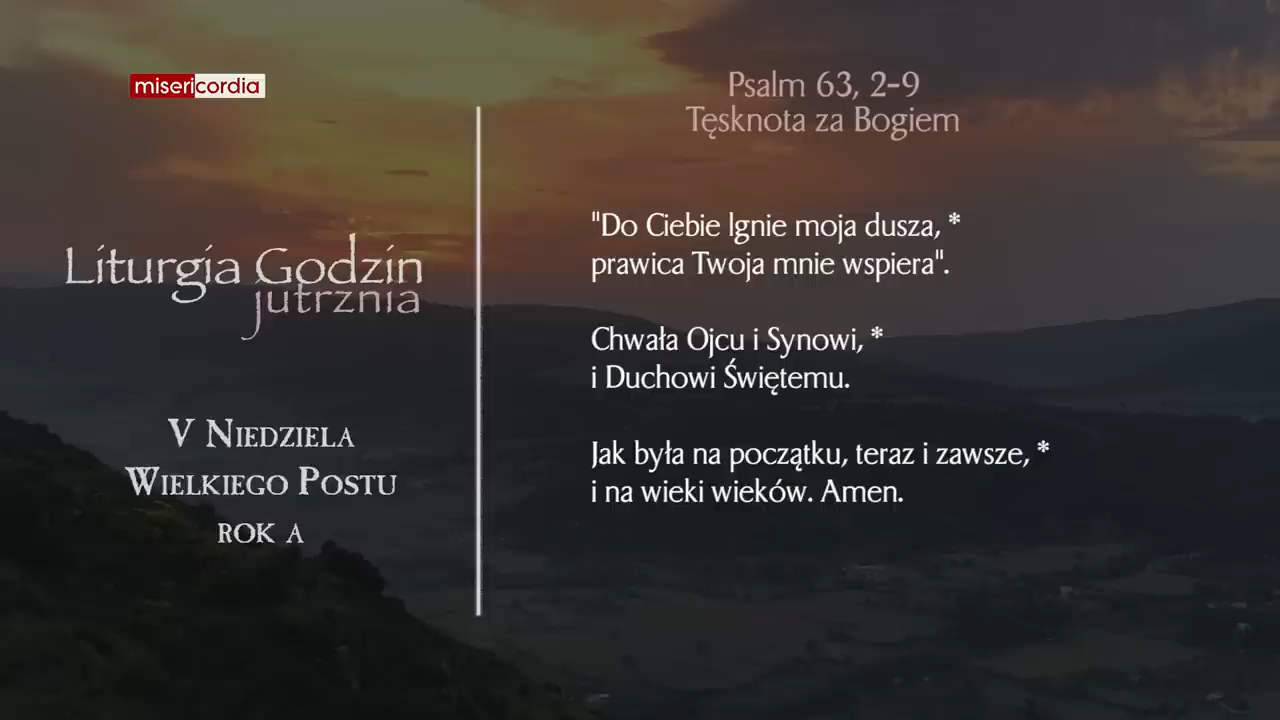 misericordia
Liturgia Godzin
jutrznia
V Niedziela
Wielkiego Postu
rok A
Psalm 63, 2-9
Tęsknota za Bogiem
"Do Ciebie lgnie moja dusza, *
prawica Twoja mnie wspiera".
Chwała Ojcu i Synowi, *
i Duchowi Świętemu.
Jak była na początku, teraz i zawsze, *
i na wieki wieków. Amen.